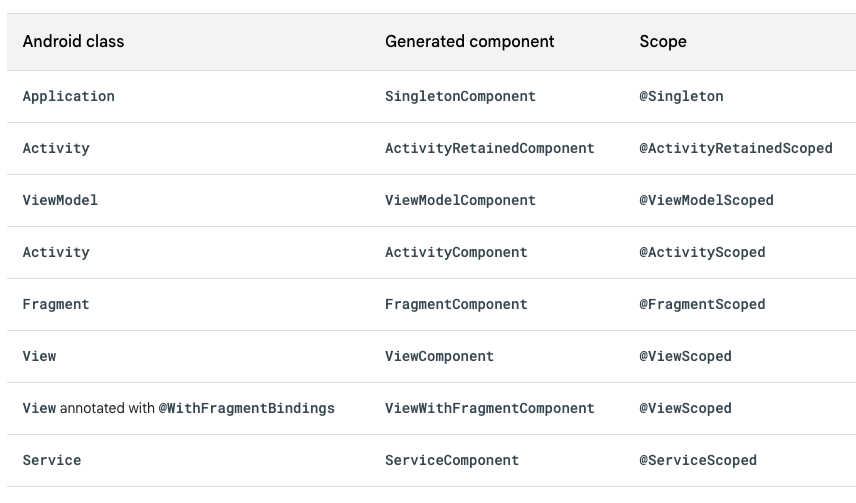 Android class Generated component Scope
Application SingletonComponent @Singleton
Activity ActivityRetainedComponent @ActivityRetainedScoped
ViewModel ViewModelComponent @ViewModelScoped
Activity ActivityComponent @ActivityScoped
Fragment FragmentComponent @FragmentScoped
View ViewComponent @ViewScoped
View annotated with @WithFragmentBindings ViewWithFragmentComponent @ViewScoped
Service ServiceComponent @ServiceScoped